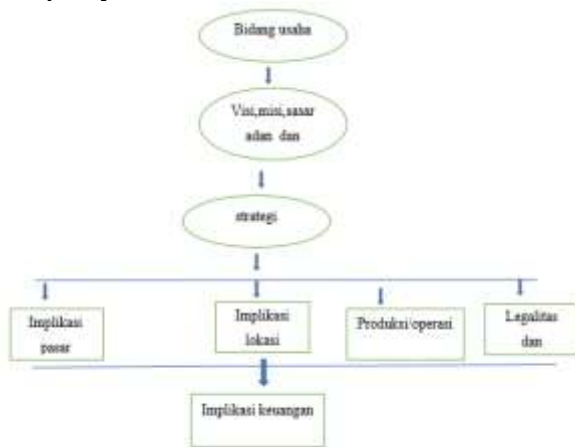 Bidang usaha
Visi,misi,sasar
adan dan
strategi
Implikasi
pasar
Implikasi
lokasi
Produksi/operasi
Legalitas
dan
Implikasi keuangan